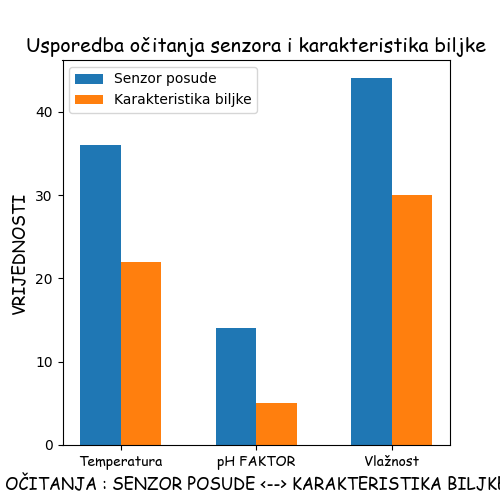 Usporedba očitanja senzora i karakteristika biljke
Senzor posude
Karakteristika biljke
VRIJEDNOSTI
40
30
20
10
0
Temperatura pH FAKTOR Vlažnost
OČITANJA : SENZOR POSUDE <--> KARAKTERISTIKA BILJKE